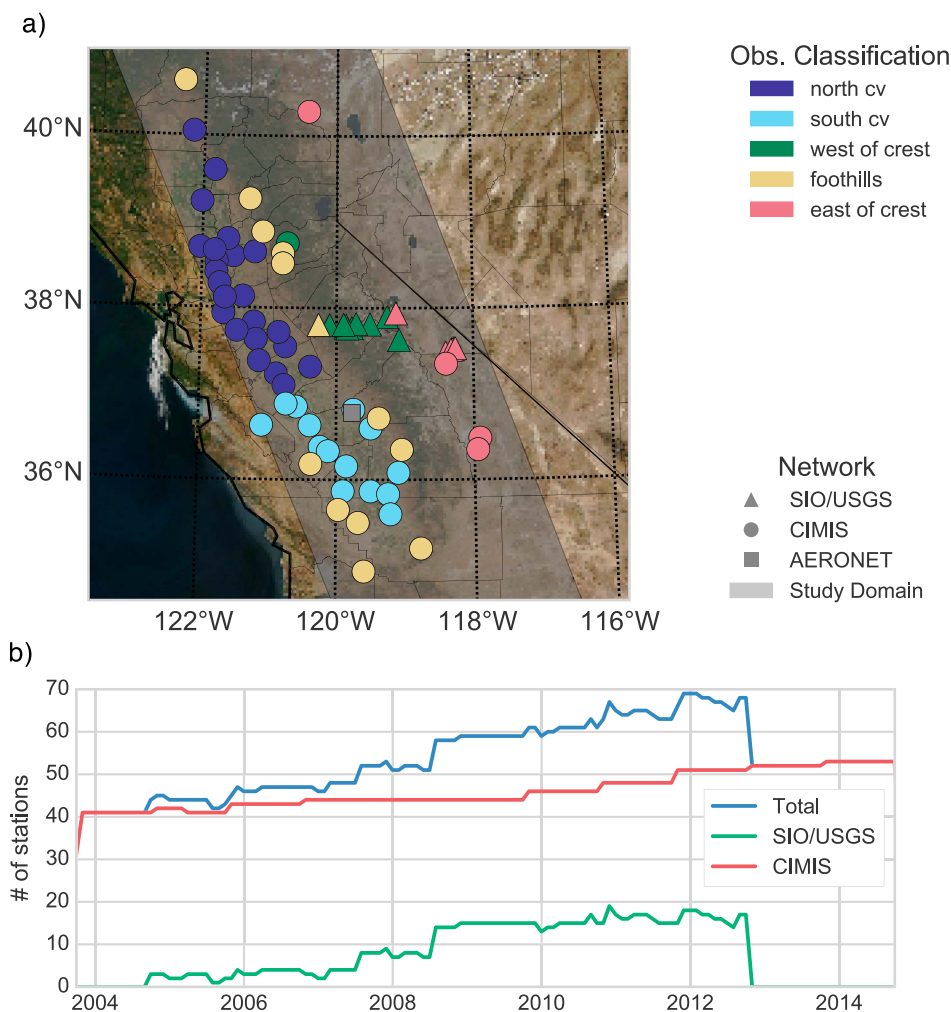 a)
40°N
38°N
36°N
122°W
120°W
118°W
116°W
Obs. Classification
north cv
south cv
west of crest
foothills
east of crest
Network
SIO/USGS
CIMIS
AERONET
Study Domain
b)
# of stations
70
60
50
40
30
20
10
0
2004
2006
2008
2010
2012
2014
Total
SIO/USGS
CIMIS